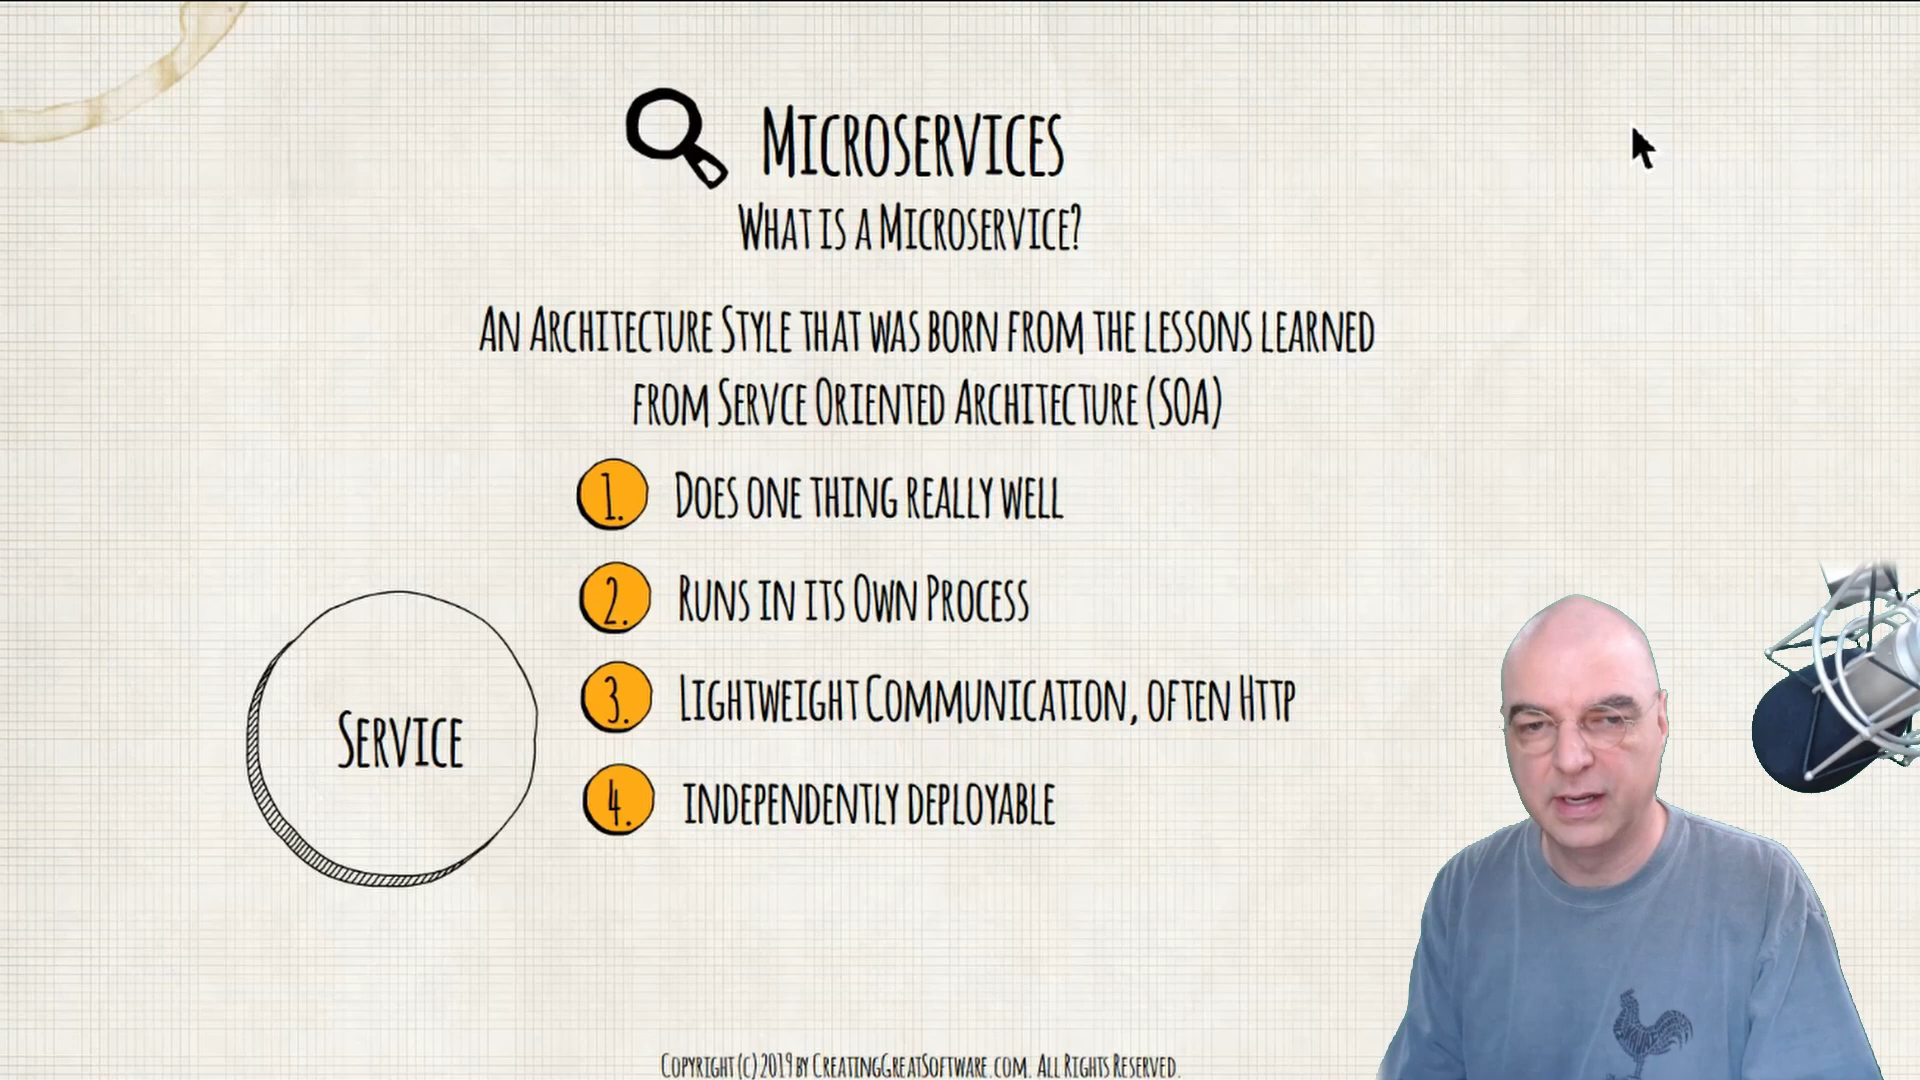 Microservices
What is a Microservice?
An Architecture Style that was born from the lessons learned
from Servce Oriented Architecture (SOA)
1. Does one thing really well
2. Runs in its Own Process
3. Lightweight Communication, often Http
4. independently deployable
Service
Copyright (c) 2019 by CreatingGreatSoftware.com. All Rights Reserved.